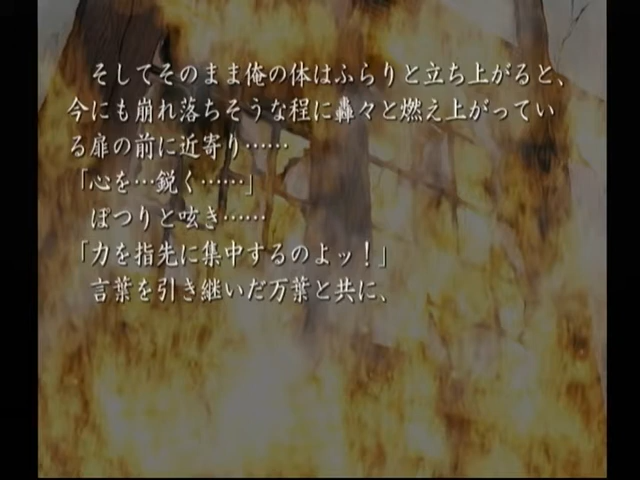 そしてそのまま俺の体はふらりと立ち上がると、
今にも崩れ落ちそうな程に轟々と燃え上がってい
る扉の前に近寄り……
「心を…鋭く……」
ぽつりと呟き……
「力を指先に集中するのよッ！」
言葉を引き継いだ万葉と共に、